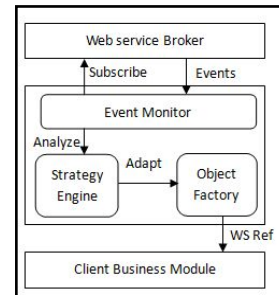 Web service Broker
Subscribe
Events
Event Monitor
Analyze
Adapt
Strategy
Engine
Object
Factory
WS Ref
Client Business Module